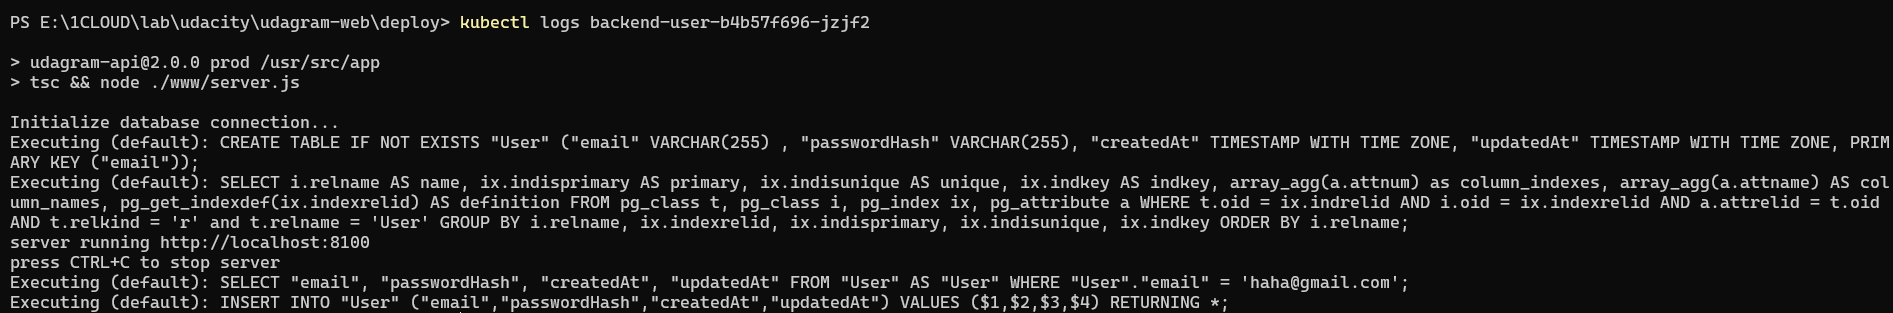 PS E:\1CLOUD\lab\udacity\udagram-web\deploy> kubectl logs backend-user-b4b57f696-jzjf2
> udagram-api@2.0.0 prod /usr/src/app
> tsc && node ./www/server.js
Initialize database connection...
Executing (default): CREATE TABLE IF NOT EXISTS "User" ("email" VARCHAR(255) , "passwordHash" VARCHAR(255), "createdAt" TIMESTAMP WITH TIME ZONE, "updatedAt" TIMESTAMP WITH TIME ZONE, PRIM
ARY KEY ("email"));
Executing (default): SELECT i.relname AS name, ix.indisprimary AS primary, ix.indisunique AS unique, ix.indkey AS indkey, array_agg(a.attnum) as column_indexes, array_agg(a.attname) AS col
umn_names, pg_get_indexdef(ix.indexrelid) AS definition FROM pg_class t, pg_class i, pg_index ix, pg_attribute a WHERE t.oid = ix.indrelid AND i.oid = ix.indexrelid AND a.attrelid = t.oid
AND t.relkind = 'r' and t.relname = 'User' GROUP BY i.relname, ix.indexrelid, ix.indisprimary, ix.indisunique, ix.indkey ORDER BY i.relname;
server running http://localhost:8100
press CTRL+C to stop server
Executing (default): SELECT "email", "passwordHash", "createdAt", "updatedAt" FROM "User" AS "User" WHERE "User"."email" = 'haha@gmail.com';
Executing (default): INSERT INTO "User" ("email","passwordHash","createdAt","updatedAt") VALUES ($1,$2,$3,$4) RETURNING *;